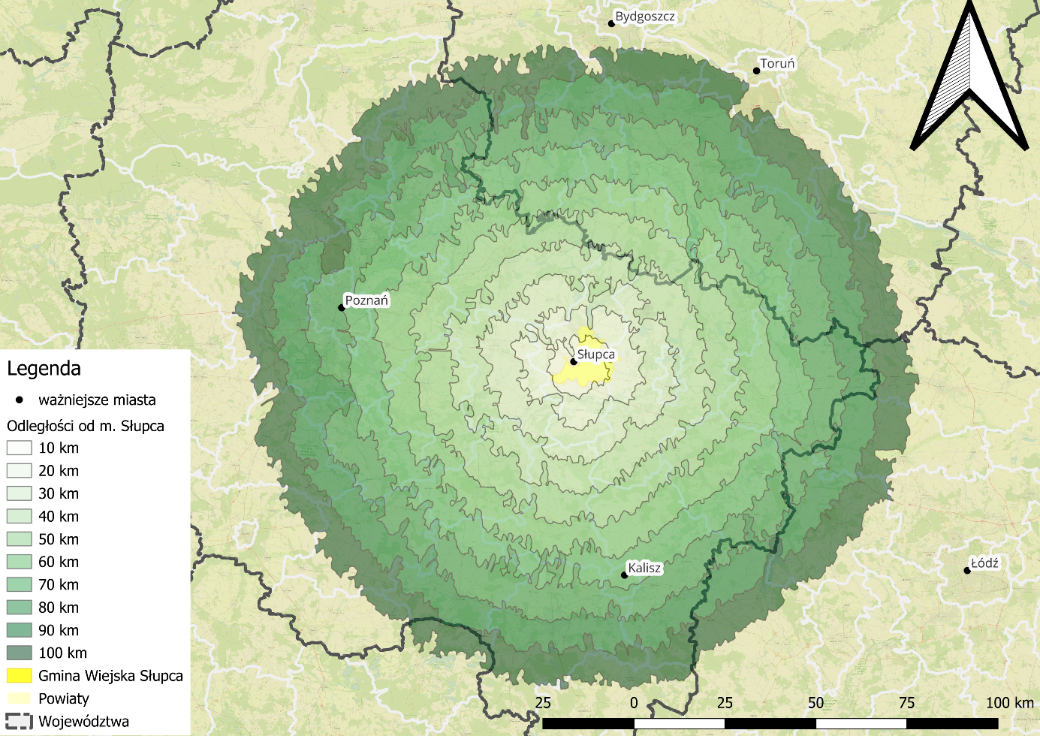 Bydgoszcz
Toruń
Poznań
Słupca
Kalisz
Łódź
Legenda
ważniejsze miasta
Odległości od m. Słupca
10 km
20 km
30 km
40 km
50 km
60 km
70 km
80 km
90 km
100 km
Gmina Wiejska Słupca
Powiaty
Województwa
25 0 25 50 75 100 km